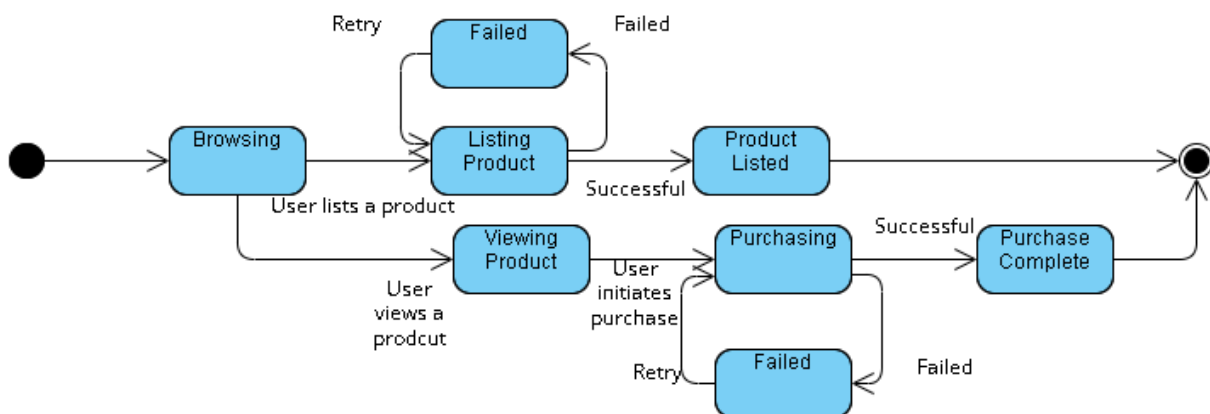 Retry
Failed
Failed
Browsing
Listing
Product
Product
Listed
User lists a product
Successful
Viewing
Product
Purchasing
Successful
Purchase
Complete
User
views a
prodcut
User
initiates
purchase
Retry
Failed
Failed